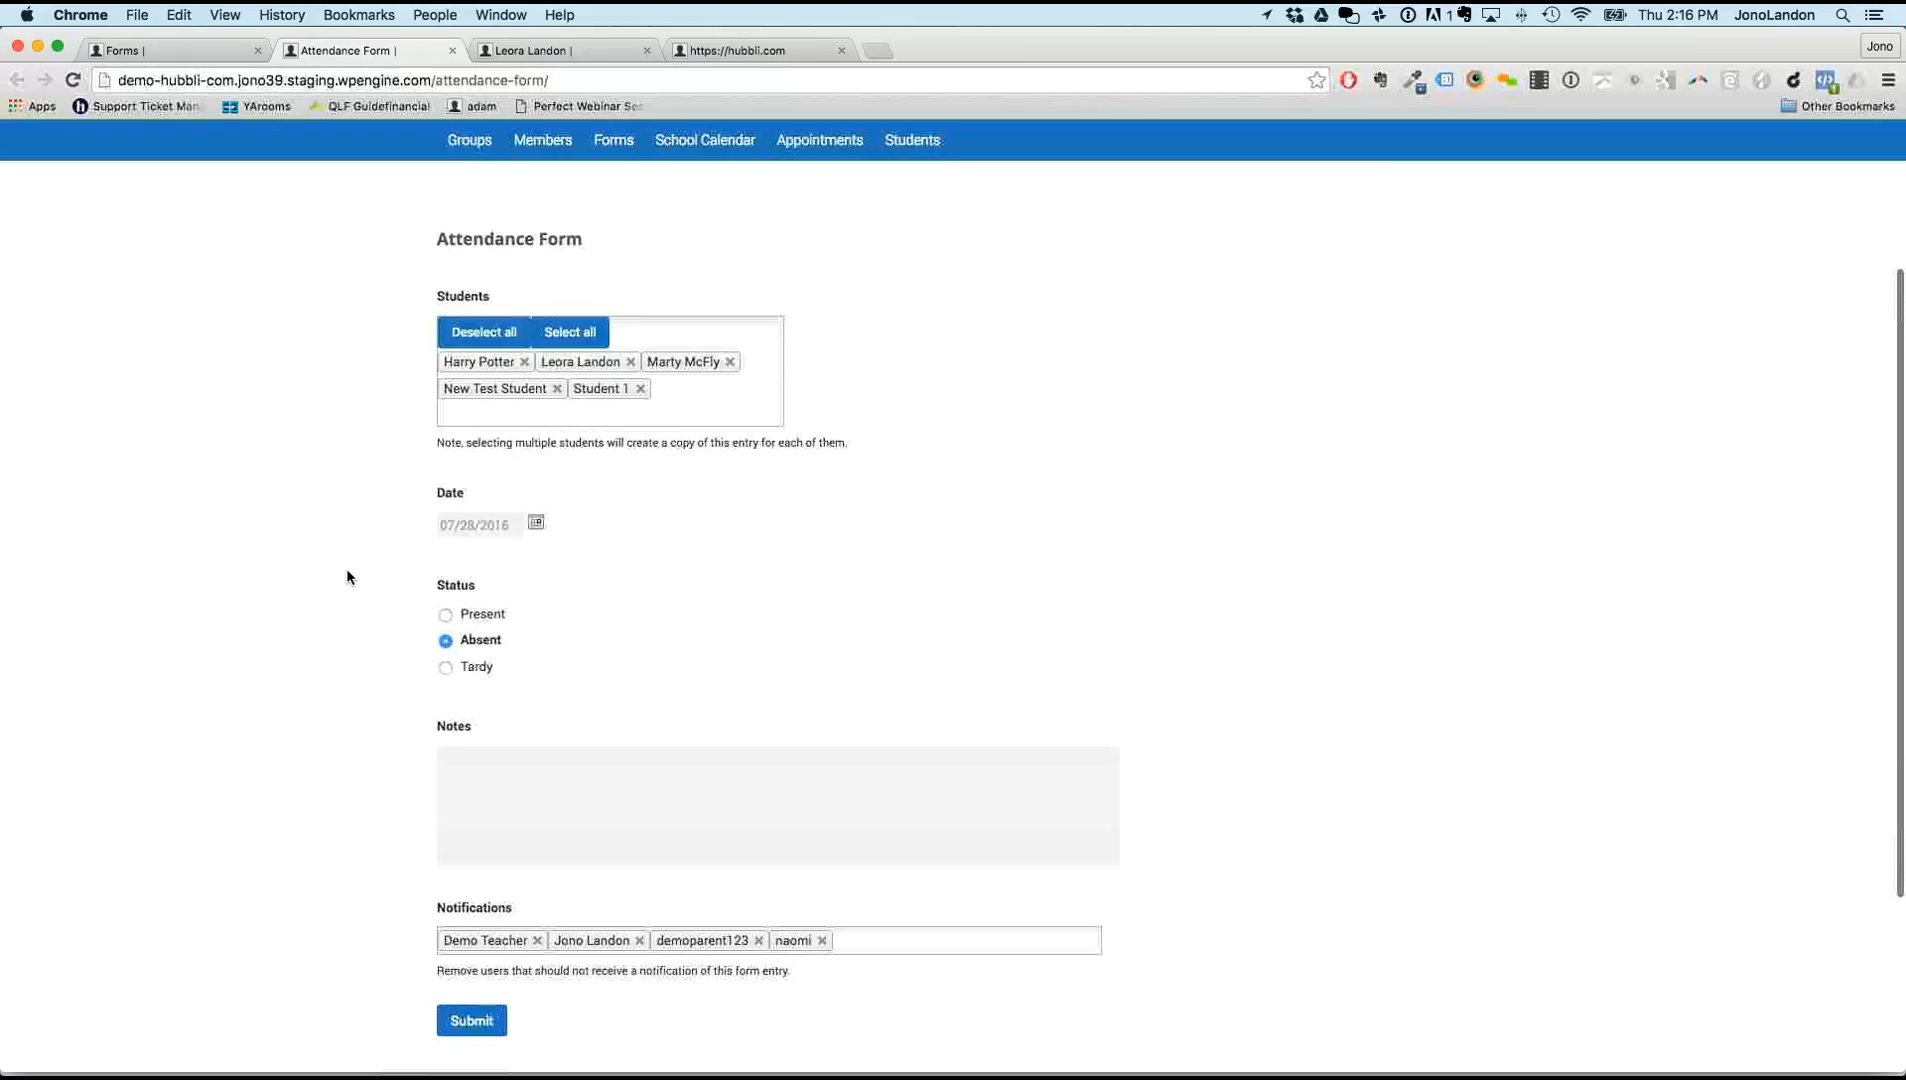 Chrome File Edit View History Bookmarks People Window Help 1 Thu 2:16 PM JonoLandon
Forms | Attendance Form | Leora Landon | https://hubbli.com Jono
demo-hubbli-com.jono39.staging.wpengine.com/attendance-form/
Apps Support Ticket Man YArooms QLF Guidefinancial adam Perfect Webinar Sec Other Bookmarks
Groups Members Forms School Calendar Appointments Students
Attendance Form
Students
Deselect all Select all
Harry Potter Leora Landon Marty McFly
New Test Student Student 1
Note, selecting multiple students will create a copy of this entry for each of them.
Date
07/28/2016
Status
Present
Absent
Tardy
Notes
Notifications
Demo Teacher Jono Landon demoparent123 naomi
Remove users that should not receive a notification of this form entry.
Submit